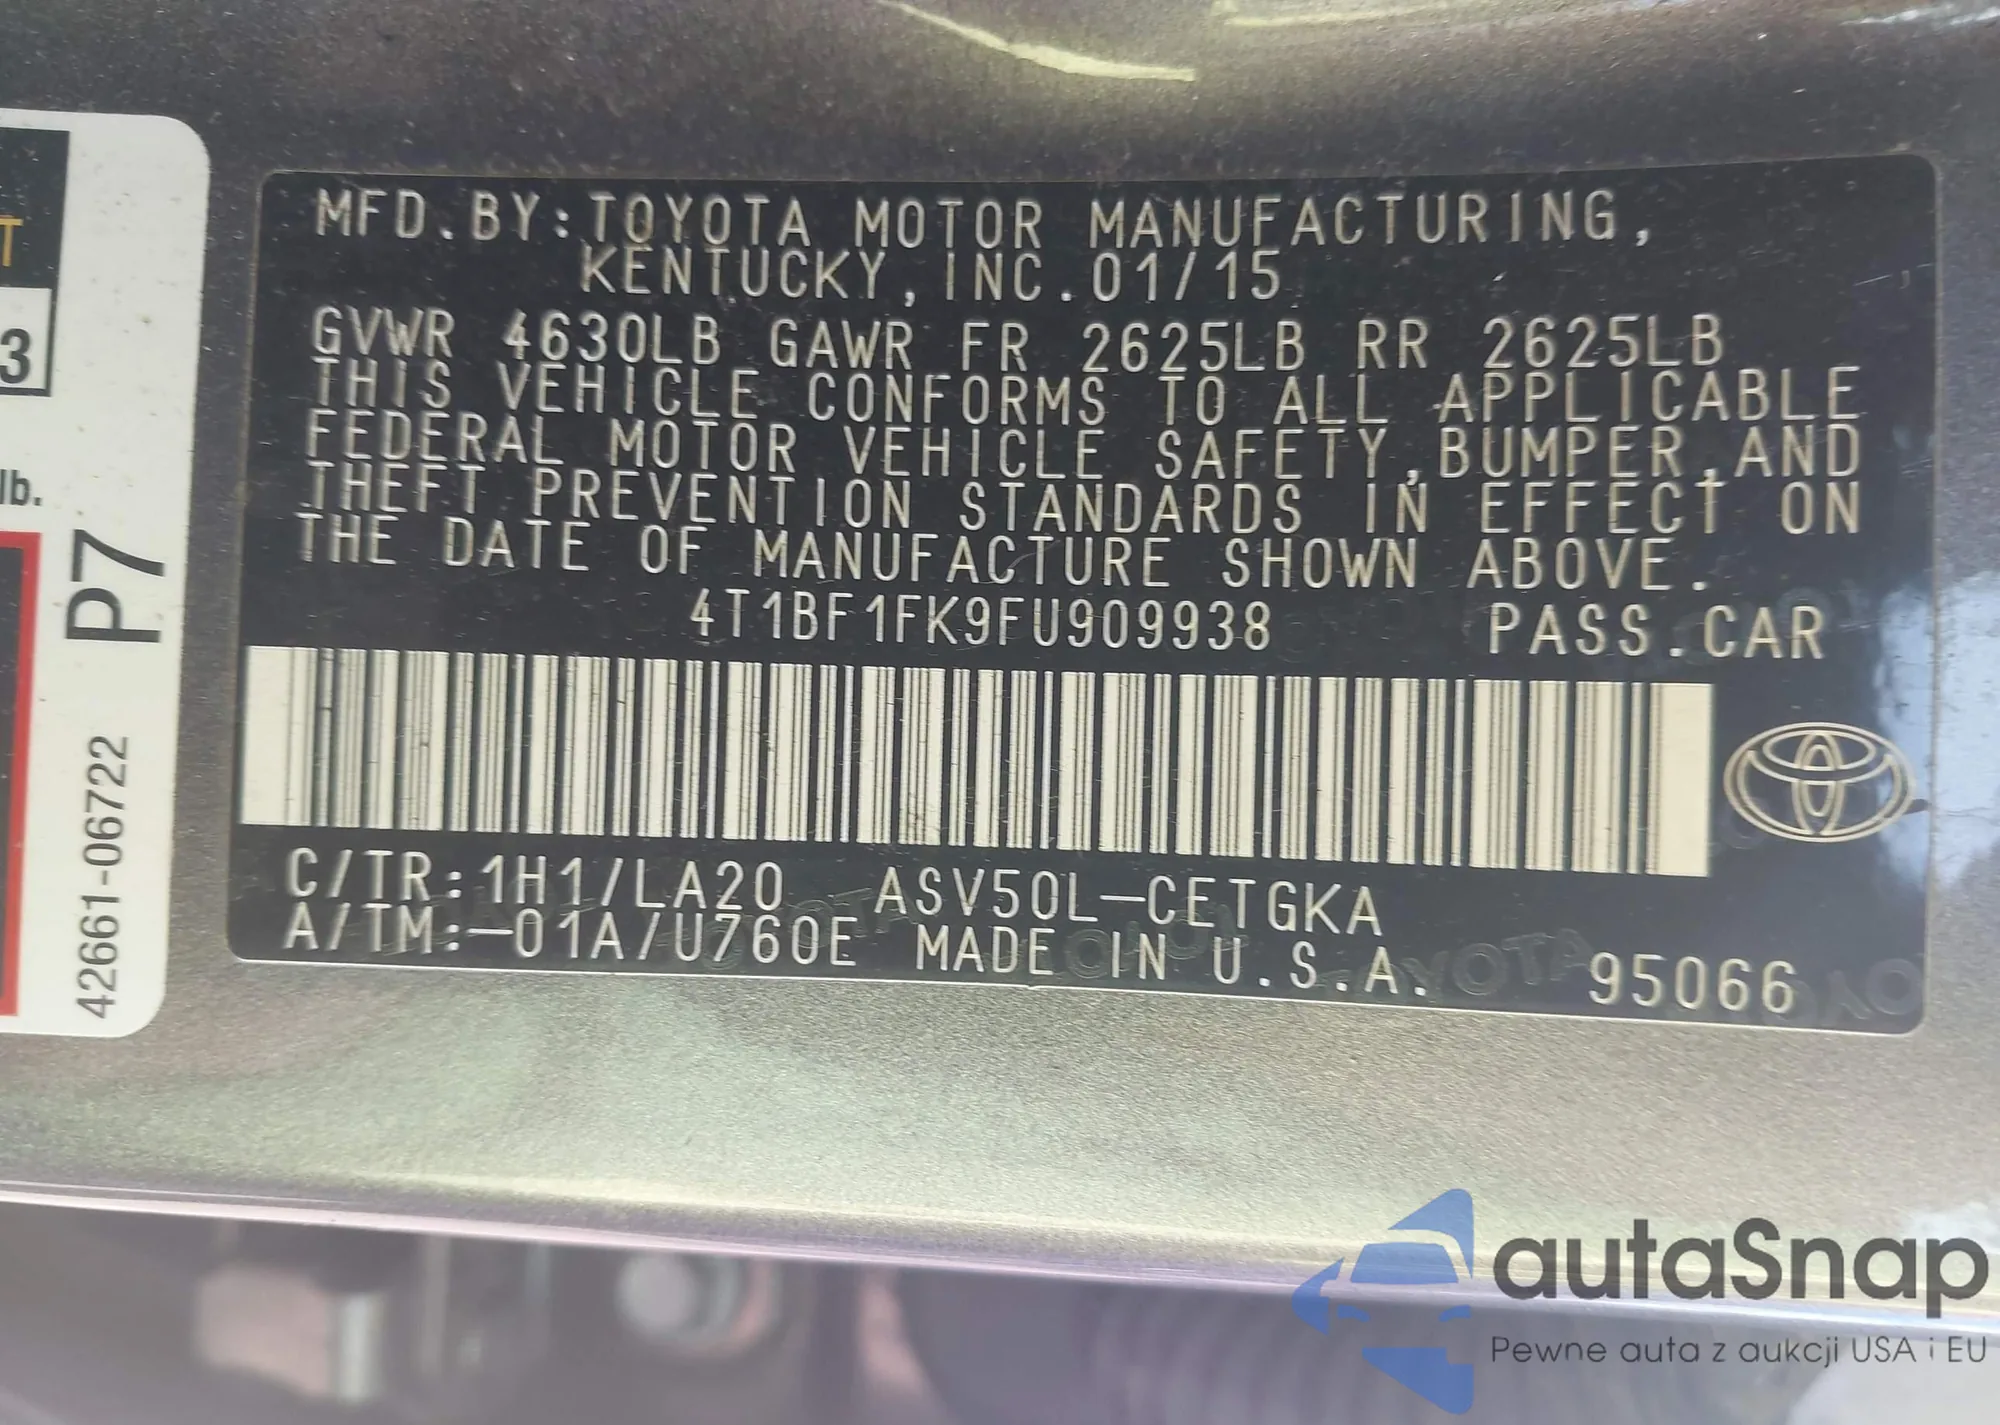 MFD.BY:TOYOTA MOTOR MANUFACTURING,
KENTUCKY,INC.01/15
GVWR 4630LB GAWR FR 2625LB RR 2625LB
THIS VEHICLE CONFORMS TO ALL APPLICABLE
FEDERAL MOTOR VEHICLE SAFETY,BUMPER,AND
THEFT PREVENTION STANDARDS IN EFFECT ON
THE DATE OF MANUFACTURE SHOWN ABOVE.
4T1BF1FK9FU909938 PASS.CAR
C/TR:1H1/LA20 ASV50L-CETGKA
A/TM:-01A/U760E MADE IN U.S.A. 95066
T
3
lb.
P7
42661-06722
autaSnap
Pewne auta z aukcji USA i EU